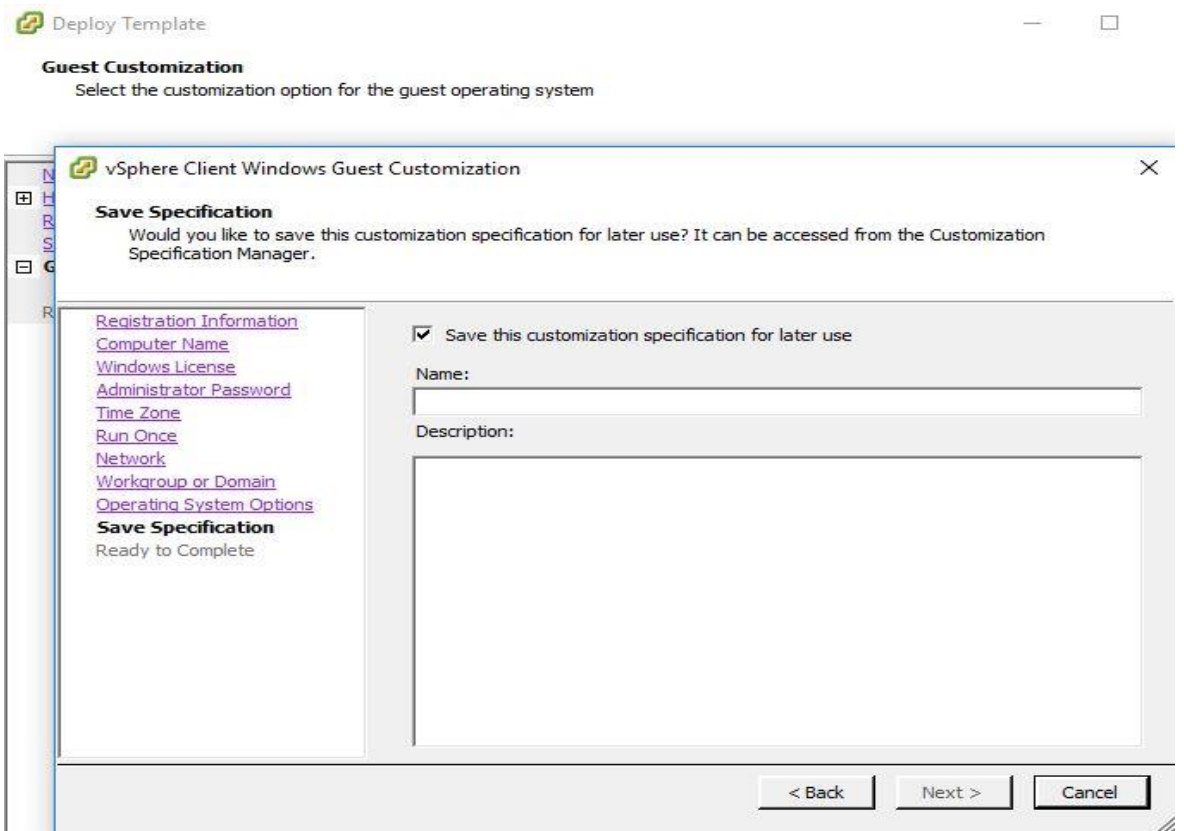 Deploy Template
Guest Customization
Select the customization option for the guest operating system
vSphere Client Windows Guest Customization
Save Specification
Would you like to save this customization specification for later use? It can be accessed from the Customization
Specification Manager.
N
H
R
S
G
R
Registration Information
Computer Name
Windows License
Administrator Password
Time Zone
Run Once
Network
Workgroup or Domain
Operating System Options
Save Specification
Ready to Complete
Save this customization specification for later use
Name:
Description:
< Back
Next >
Cancel